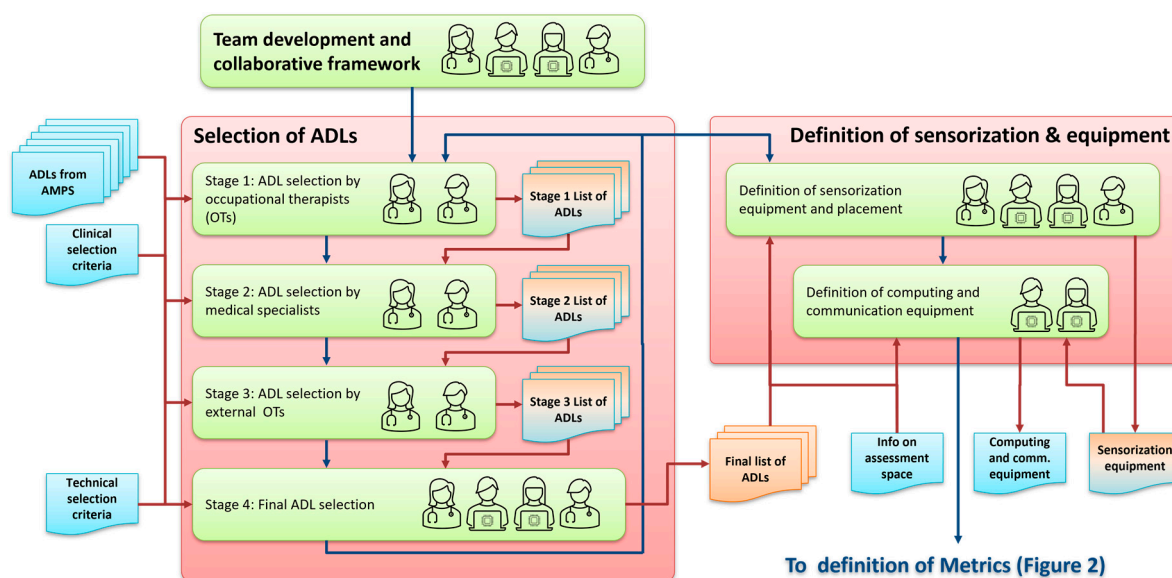 Team development and
collaborative framework
Selection of ADLs
Definition of sensorization & equipment
ADLs from
AMPS
Stage 1: ADL selection by
occupational therapists
(OTs)
Stage 1 List of
ADLs
Definition of sensorization
equipment and placement
Clinical
selection
criteria
Stage 2: ADL selection by
medical specialists
Stage 2 List of
ADLs
Definition of computing and
communication equipment
Stage 3: ADL selection by
external OTs
Stage 3 List of
ADLs
Technical
selection
criteria
Stage 4: Final ADL selection
Final list of
ADLs
Info on
assessment
space
Computing
and comm.
equipment
Sensorization
equipment
To definition of Metrics (Figure 2)